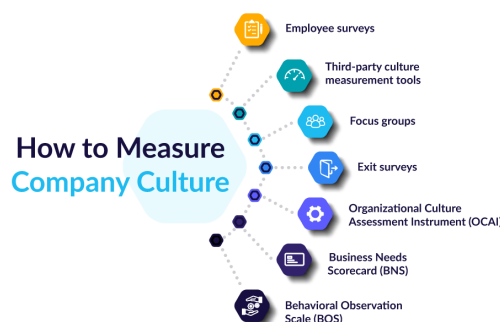 Employee surveys
Third-party culture
measurement tools
Focus groups
How to Measure
Company Culture
Exit surveys
Organizational Culture
Assessment Instrument (OCAI)
Business Needs
Scorecard (BNS)
Behavioral Observation
Scale (BOS)